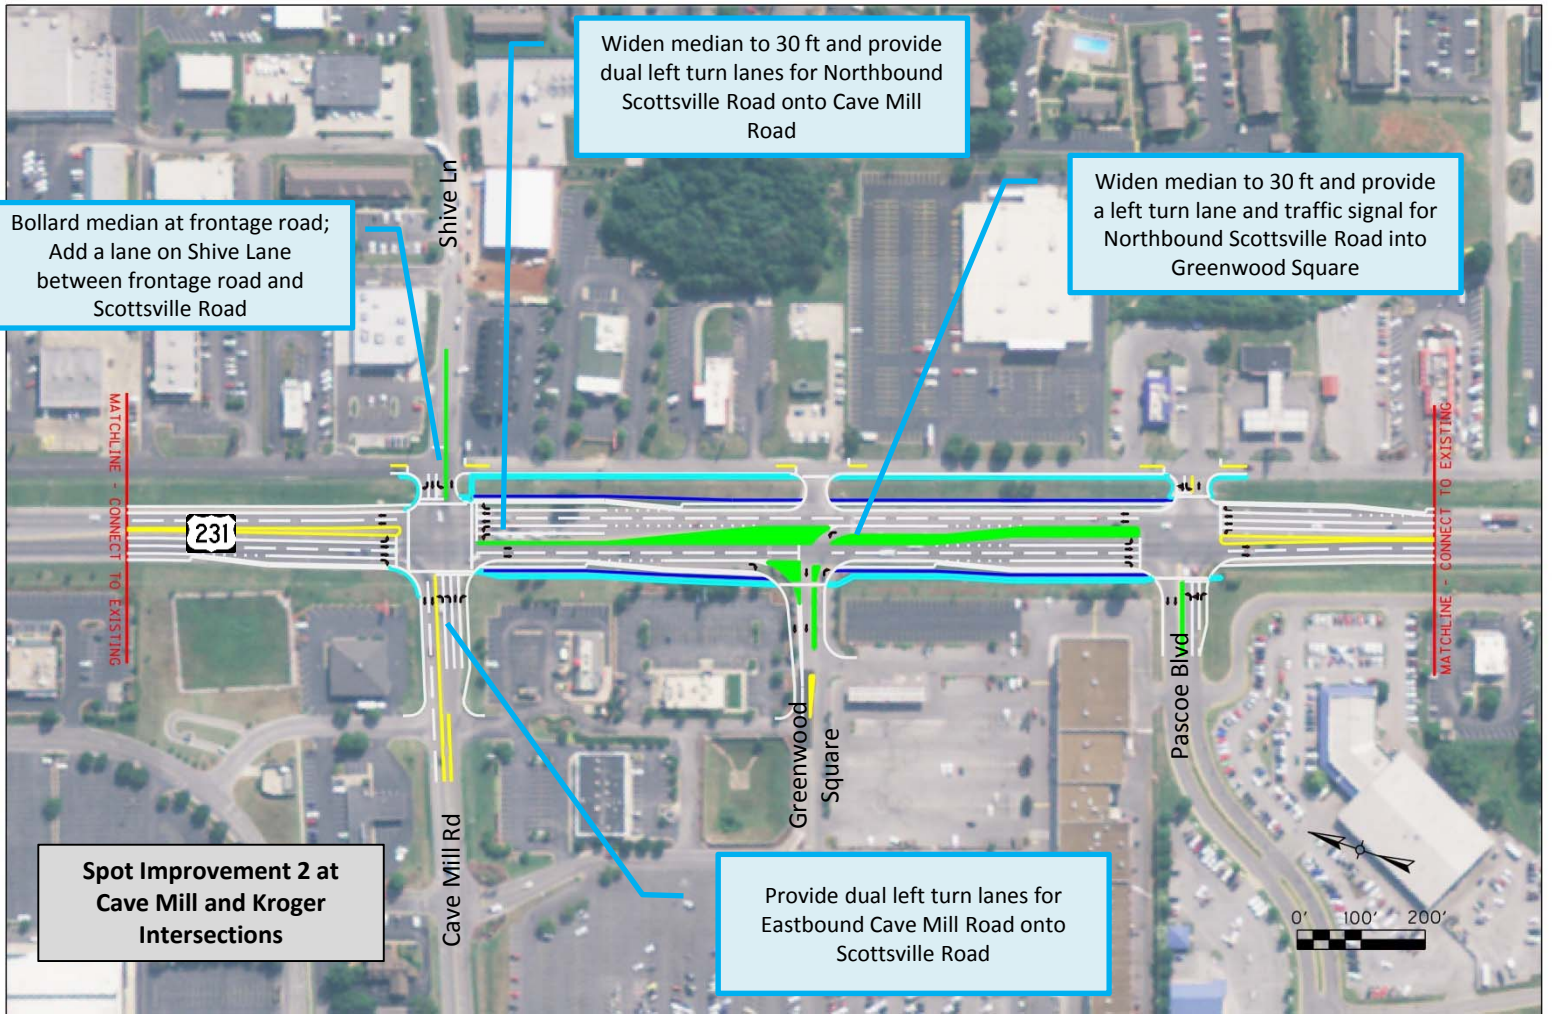 Widen median to 30 ft and provide
dual left turn lanes for Northbound
Scottsville Road onto Cave Mill
Road
Widen median to 30 ft and provide
a left turn lane and traffic signal for
Northbound Scottsville Road into
Greenwood Square
Bollard median at frontage road;
Add a lane on Shive Lane
between frontage road and
Scottsville Road
Shive Ln
MATCHLINE - CONNECT TO EXISTING
231
MATCHLINE - CONNECT TO EXISTING
Pascoe Blvd
Greenwood
Square
Cave Mill Rd
Spot Improvement 2 at
Cave Mill and Kroger
Intersections
Provide dual left turn lanes for
Eastbound Cave Mill Road onto
Scottsville Road
0' 100' 200'